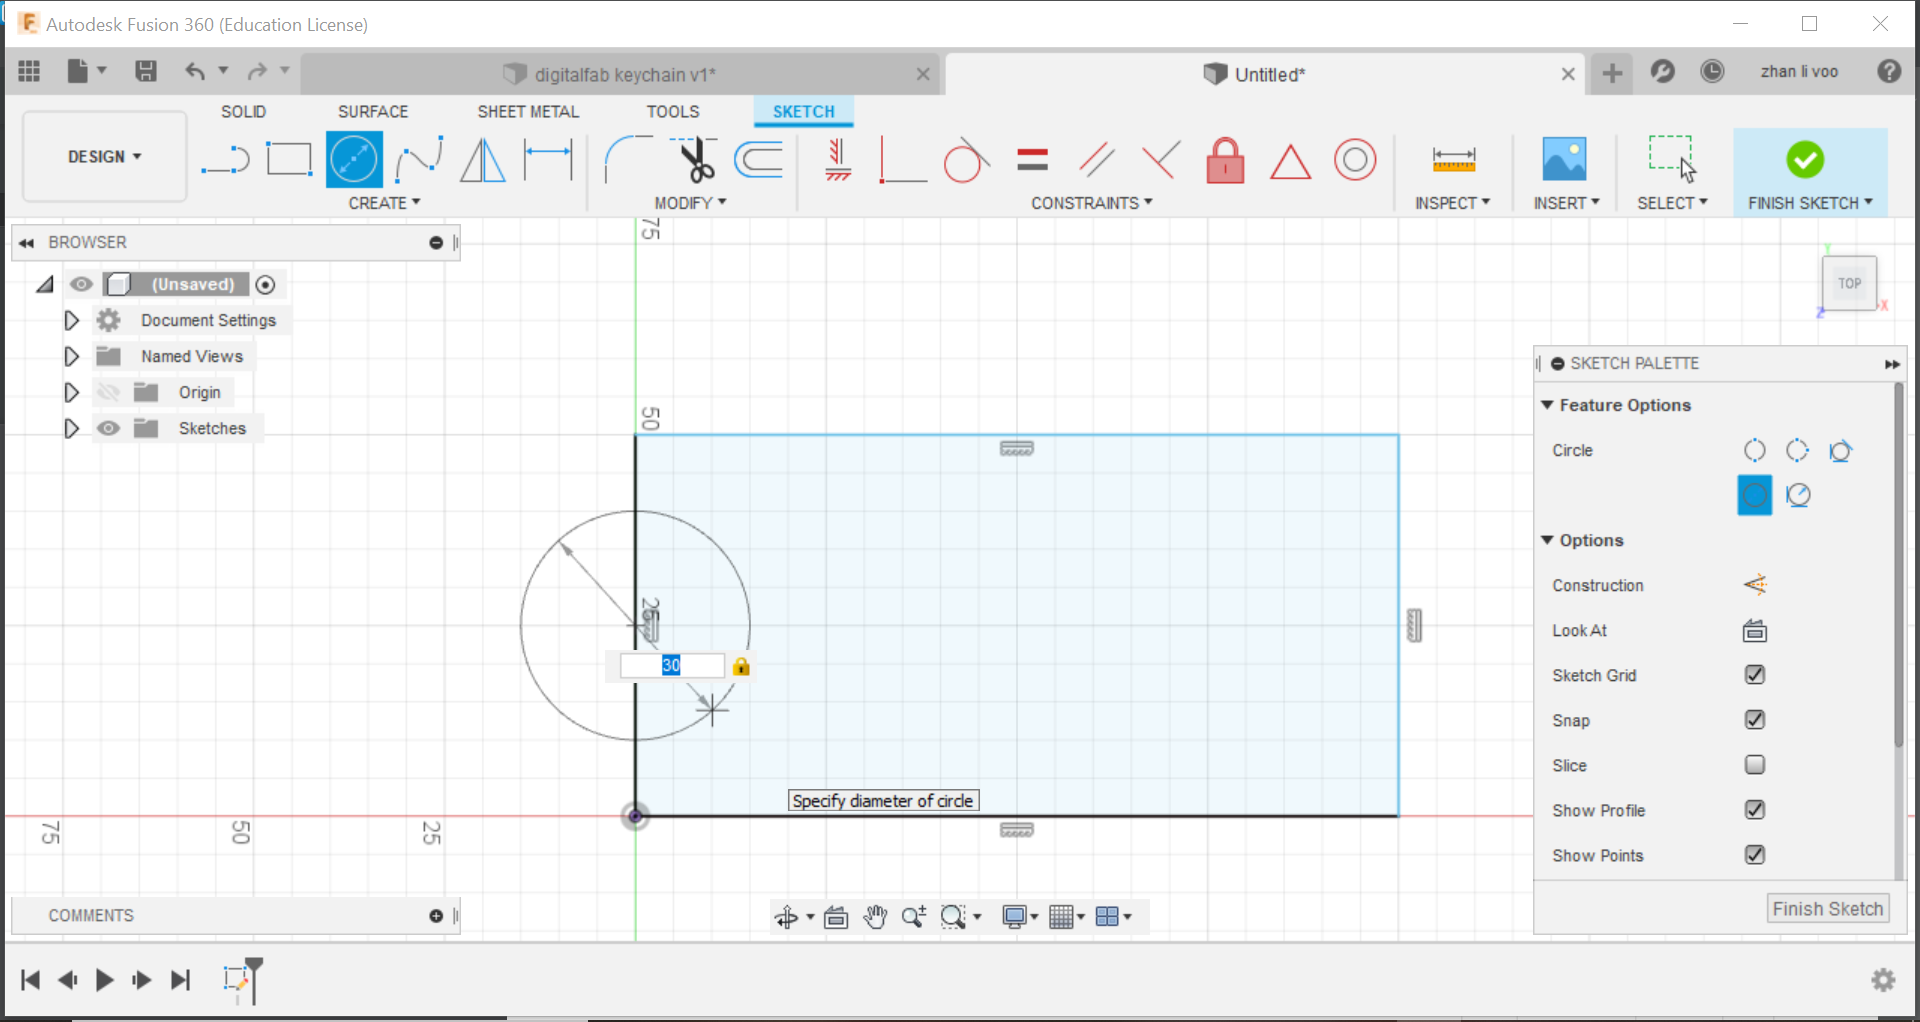 Autodesk Fusion 360 (Education License)
digitalfab keychain v1*
Untitled*
zhan li voo
SOLID
SURFACE
SHEET METAL
TOOLS
SKETCH
DESIGN
CREATE
MODIFY
CONSTRAINTS
INSPECT
INSERT
SELECT
FINISH SKETCH
BROWSER
(Unsaved)
Document Settings
Named Views
Origin
Sketches
75
50
25
30
Specify diameter of circle
75
50
25
Y
TOP
X
Z
SKETCH PALETTE
Feature Options
Circle
Options
Construction
Look At
Sketch Grid
Snap
Slice
Show Profile
Show Points
Finish Sketch
COMMENTS